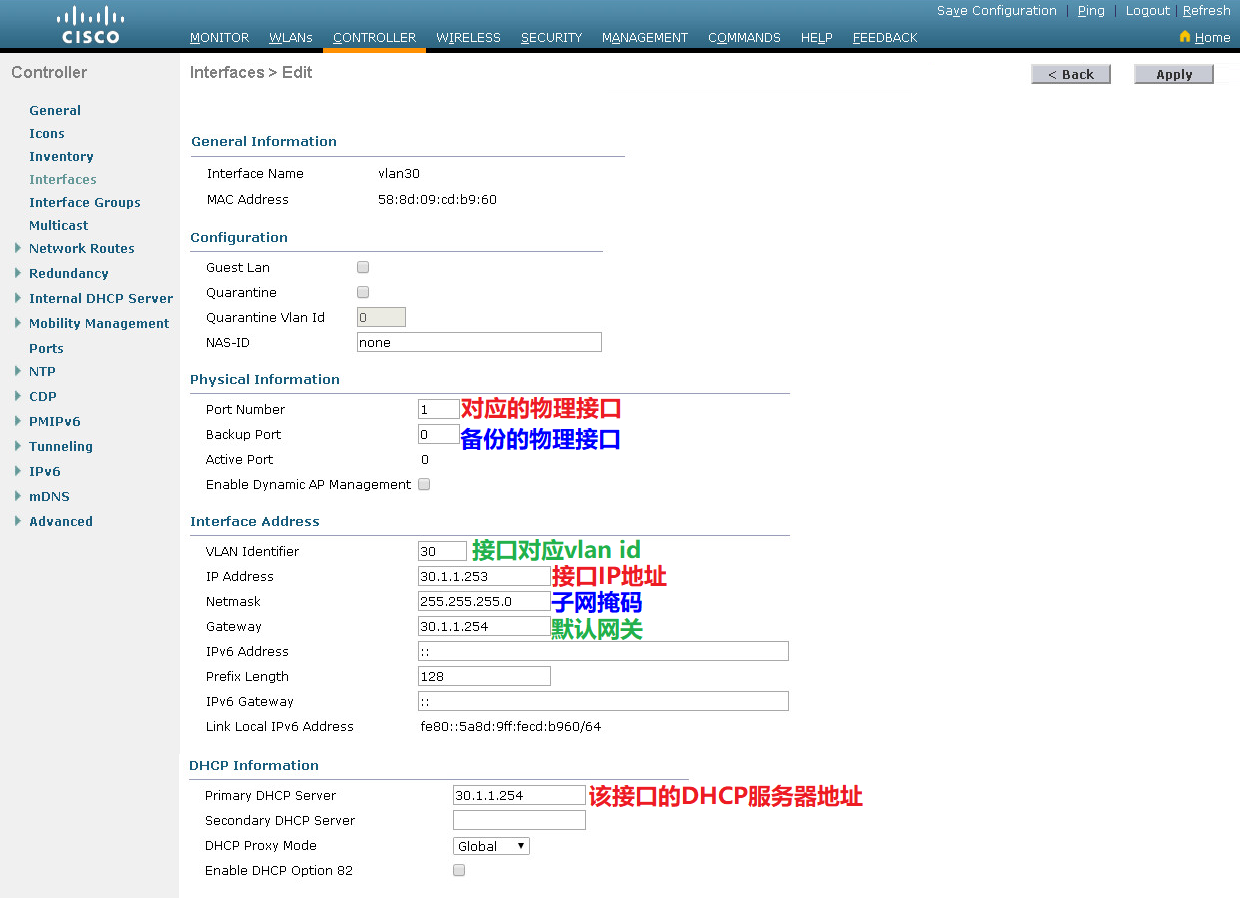 Save Configuration | Ping | Logout | Refresh
CISCO
MONITOR WLANs CONTROLLER WIRELESS SECURITY MANAGEMENT COMMANDS HELP FEEDBACK
Home
Controller
General
Icons
Inventory
Interfaces
Interface Groups
Multicast
Network Routes
Redundancy
Internal DHCP Server
Mobility Management
Ports
NTP
CDP
PMIPv6
Tunneling
IPv6
mDNS
Advanced
Interfaces > Edit
< Back
Apply
General Information
Interface Name vlan30
MAC Address 58:8d:09:cd:b9:60
Configuration
Guest Lan
Quarantine
Quarantine Vlan Id 0
NAS-ID none
Physical Information
Port Number 1 对应的物理接口
Backup Port 0 备份的物理接口
Active Port 0
Enable Dynamic AP Management
Interface Address
VLAN Identifier 30 接口对应vlan id
IP Address 30.1.1.253 接口IP地址
Netmask 255.255.255.0 子网掩码
Gateway 30.1.1.254 默认网关
IPv6 Address ::
Prefix Length 128
IPv6 Gateway ::
Link Local IPv6 Address fe80::5a8d:9ff:fecd:b960/64
DHCP Information
Primary DHCP Server 30.1.1.254 该接口的DHCP服务器地址
Secondary DHCP Server
DHCP Proxy Mode Global
Enable DHCP Option 82